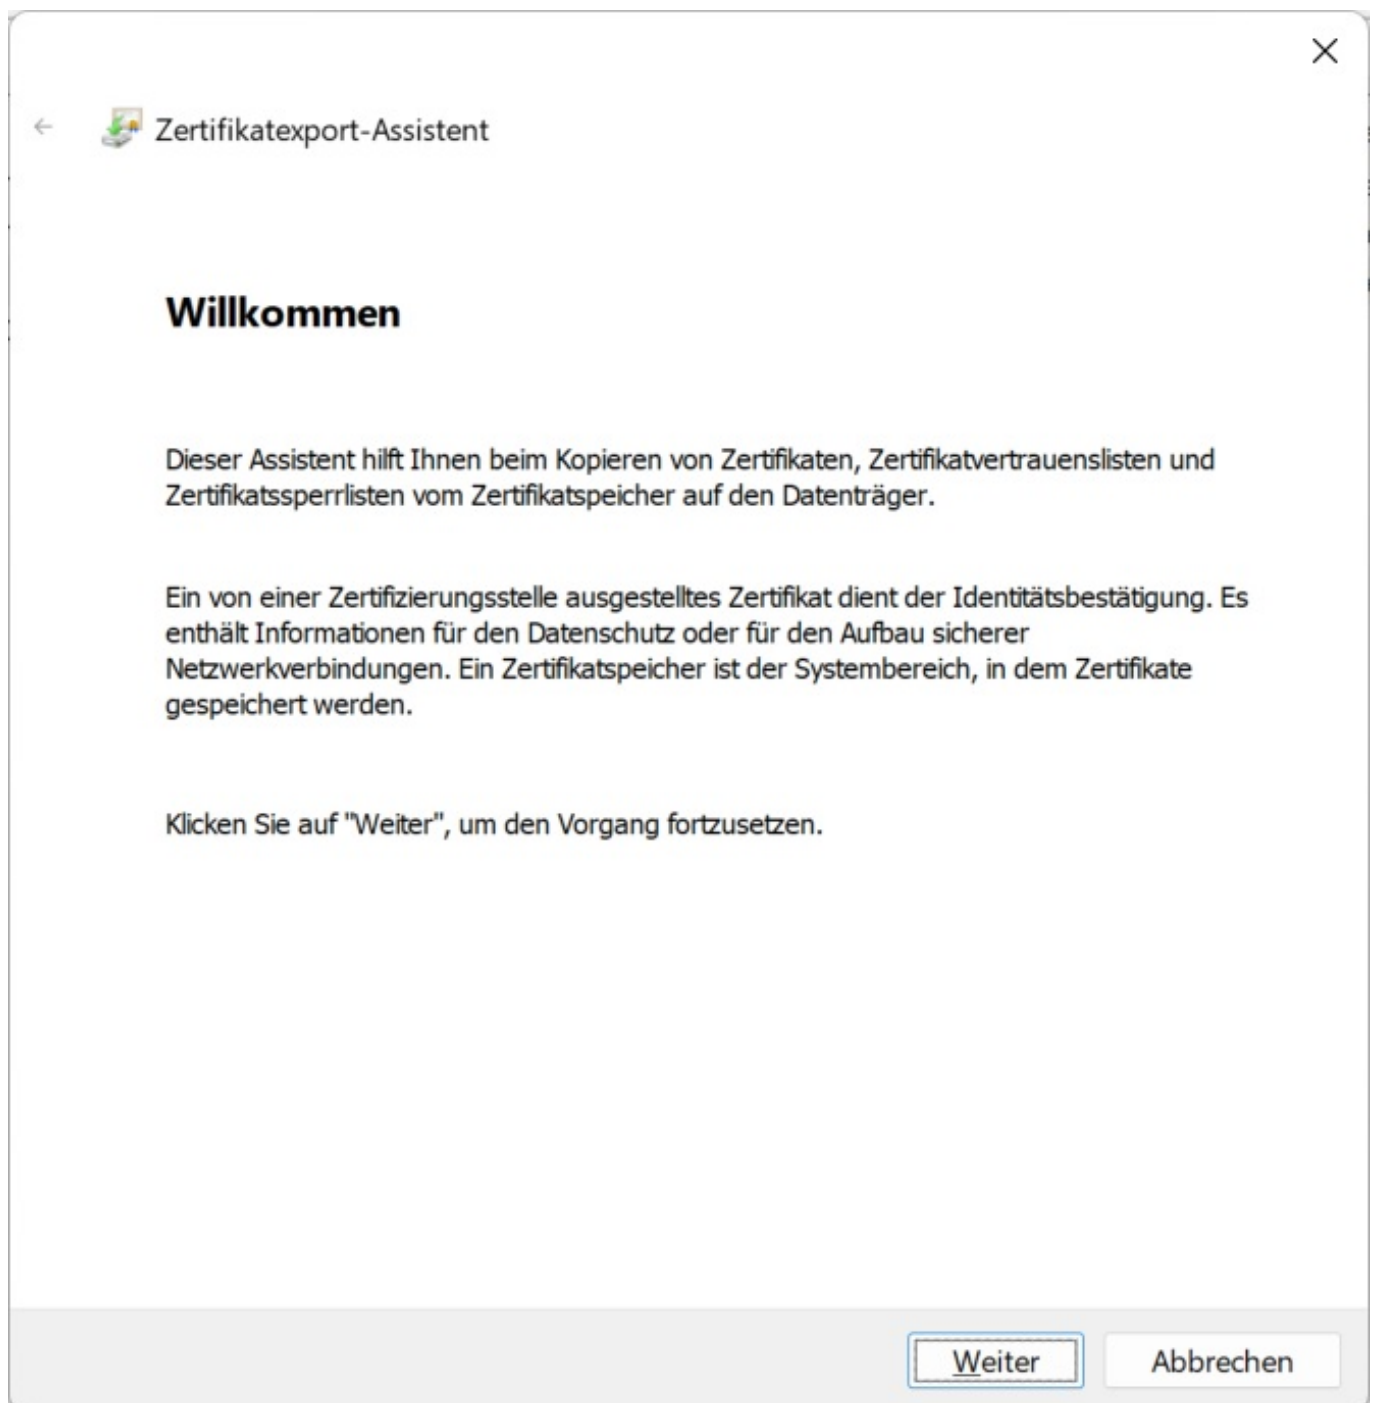 Zertifikatexport-Assistent
Willkommen
Dieser Assistent hilft Ihnen beim Kopieren von Zertifikaten, Zertifikatvertrauenslisten und
Zertifikatssperrlisten vom Zertifikatspeicher auf den Datenträger.
Ein von einer Zertifizierungsstelle ausgestelltes Zertifikat dient der Identitätsbestätigung. Es
enthält Informationen für den Datenschutz oder für den Aufbau sicherer
Netzwerkverbindungen. Ein Zertifikatspeicher ist der Systembereich, in dem Zertifikate
gespeichert werden.
Klicken Sie auf "Weiter", um den Vorgang fortzusetzen.
Weiter
Abbrechen